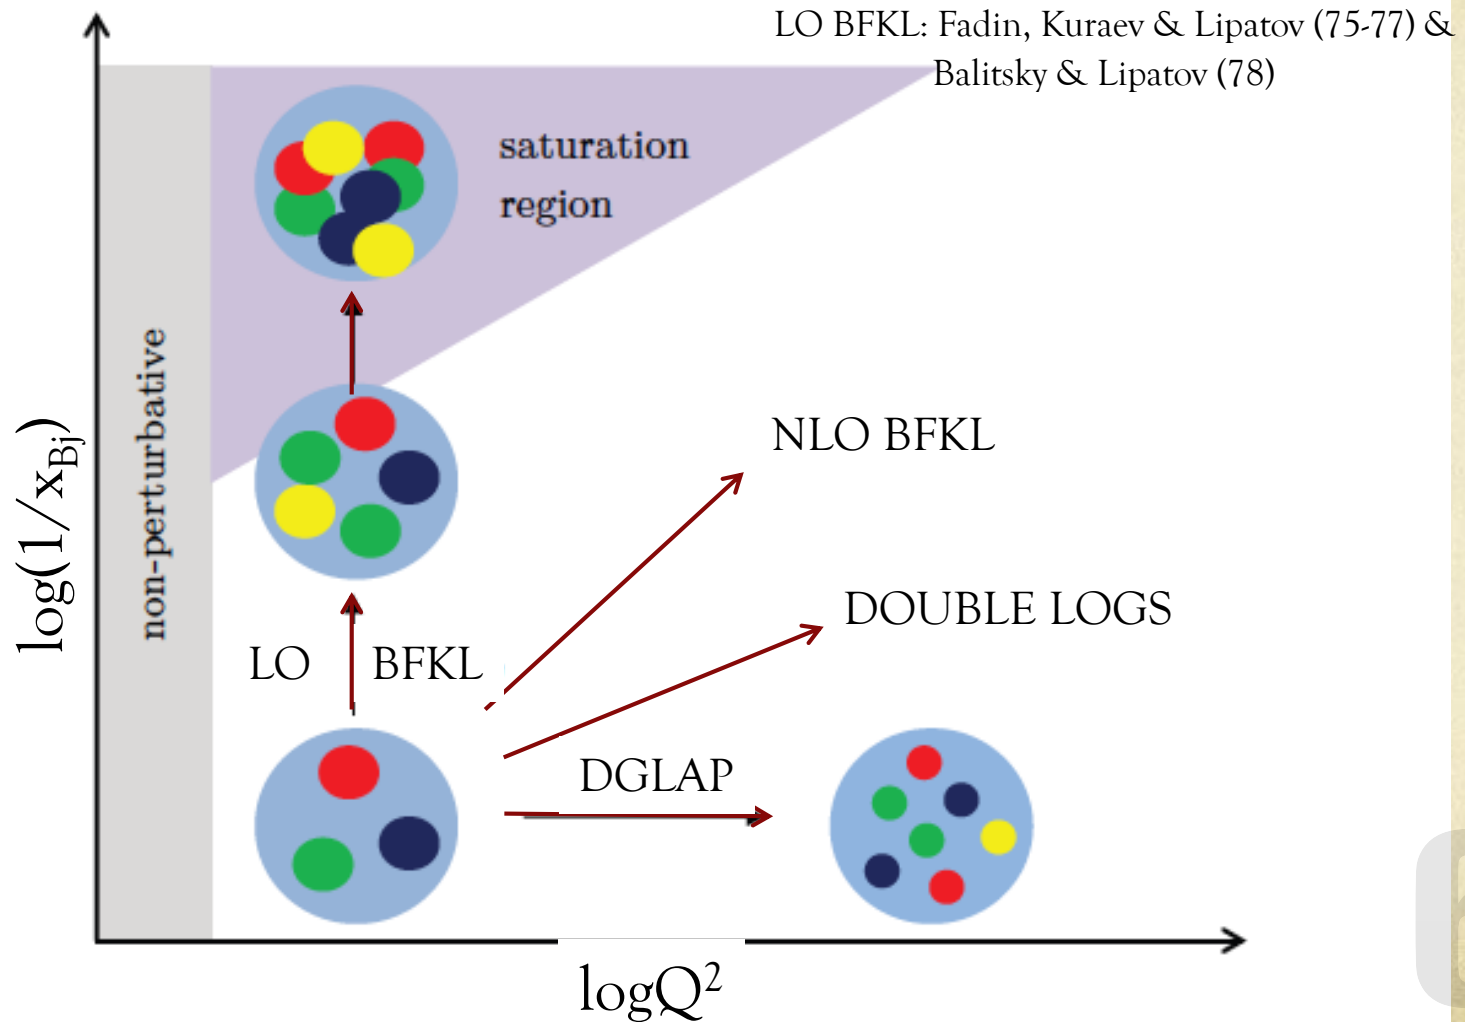 LO BFKL: Fadin, Kuraev & Lipatov (75-77) &
Balitsky & Lipatov (78)
saturation
region
non-perturbative
log(1/x_Bj)
NLO BFKL
DOUBLE LOGS
LO BFKL
DGLAP
logQ²